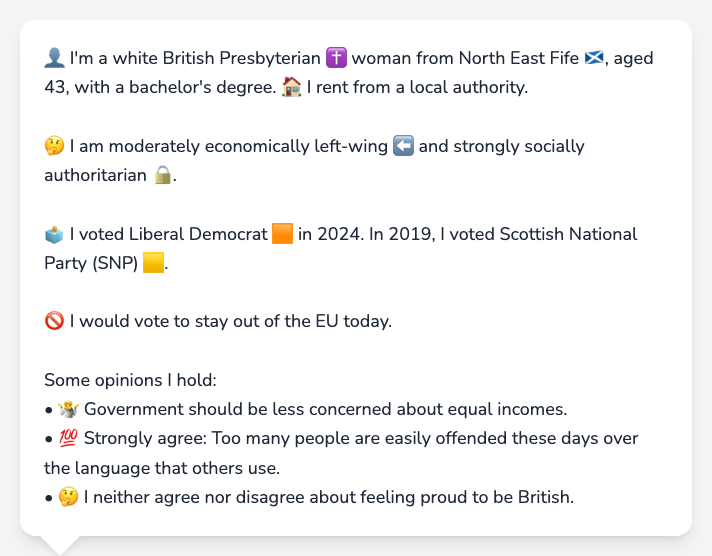 👤 I'm a white British Presbyterian ✝️ woman from North East Fife 🏴󠁧󠁢󠁳󠁣󠁴󠁿, aged
43, with a bachelor's degree. 🏠 I rent from a local authority.
🤔 I am moderately economically left-wing ⬅️ and strongly socially
authoritarian 🔒.
🗳️ I voted Liberal Democrat 🟧 in 2024. In 2019, I voted Scottish National
Party (SNP) 🟨.
🚫 I would vote to stay out of the EU today.
Some opinions I hold:
• 🤷 Government should be less concerned about equal incomes.
• 💯 Strongly agree: Too many people are easily offended these days over
the language that others use.
• 🤔 I neither agree nor disagree about feeling proud to be British.